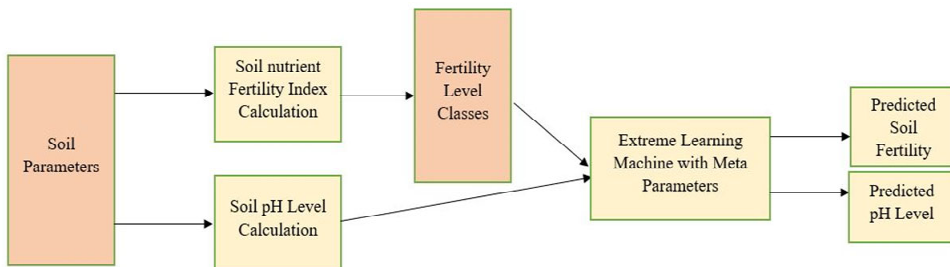 Soil
Parameters
Soil nutrient
Fertility Index
Calculation
Soil pH Level
Calculation
Fertility
Level
Classes
Extreme Learning
Machine with Meta
Parameters
Predicted
Soil
Fertility
Predicted
pH Level